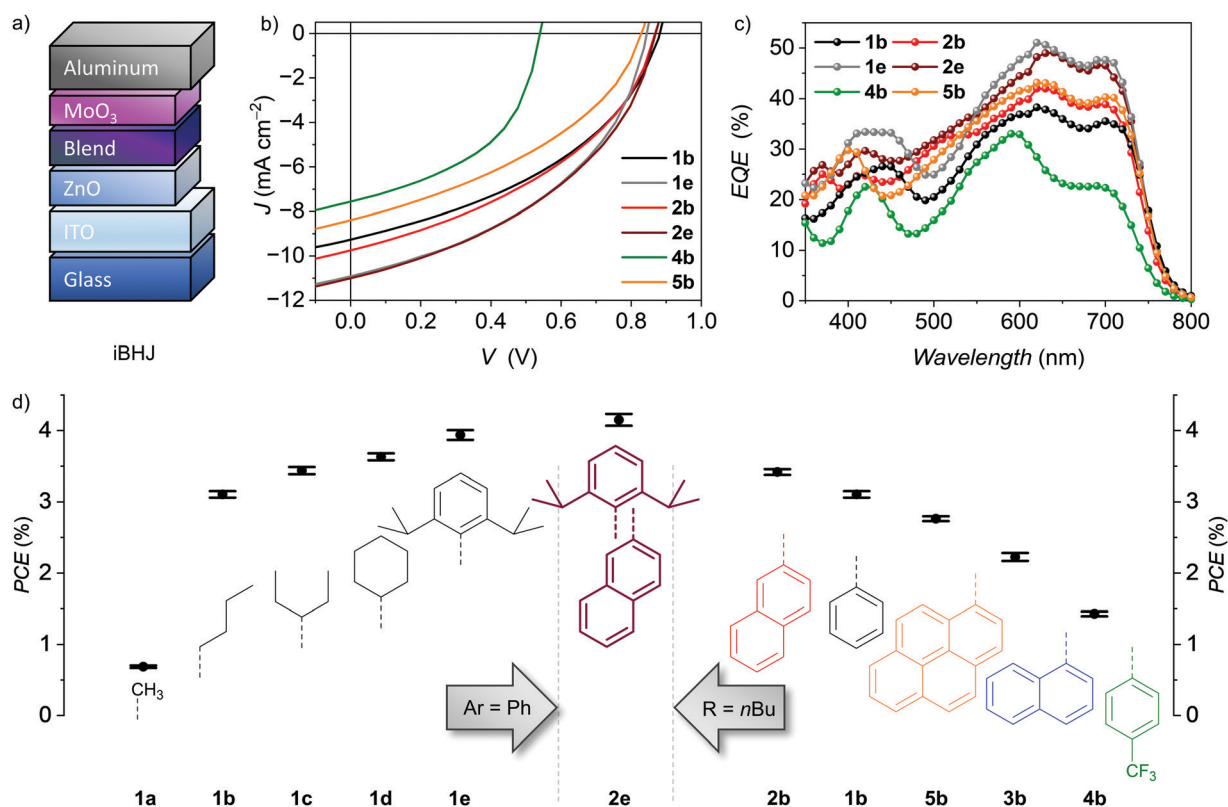 a)
Aluminum
MoO₃
Blend
ZnO
ITO
Glass
iBHJ
b)
0
−2
−4
−6
−8
−10
−12
J (mA cm⁻²)
0.0 0.2 0.4 0.6 0.8 1.0
V (V)
1b
1e
2b
2e
4b
5b
c)
50
40
30
20
10
0
EQE (%)
400 500 600 700 800
Wavelength (nm)
1b 2b
1e 2e
4b 5b
d)
4
3
2
1
0
PCE (%)
CH₃
Ar = Ph
R = nBu
CF₃
4
3
2
1
0
PCE (%)
1a 1b 1c 1d 1e 2e 2b 1b 5b 3b 4b